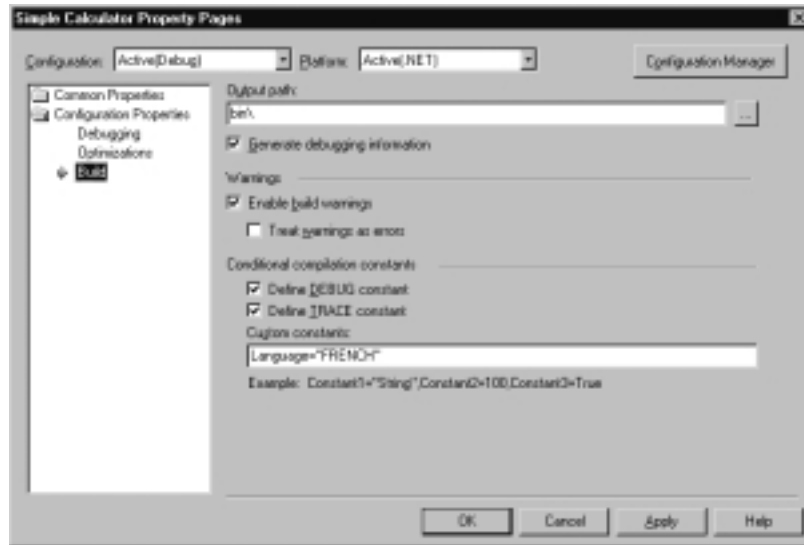 Simple Calculator Property Pages
Configuration: Active(Debug) Platform: Active(.NET) Configuration Manager
Common Properties
Configuration Properties
Debugging
Optimizations
Build
Output path:
bin\
...
Generate debugging information
Warnings
Enable build warnings
Treat warnings as errors
Conditional compilation constants
Define DEBUG constant
Define TRACE constant
Custom constants:
Language="FRENCH"
Example: Constant1="String",Constant2=100,Constant3=True
OK Cancel Apply Help